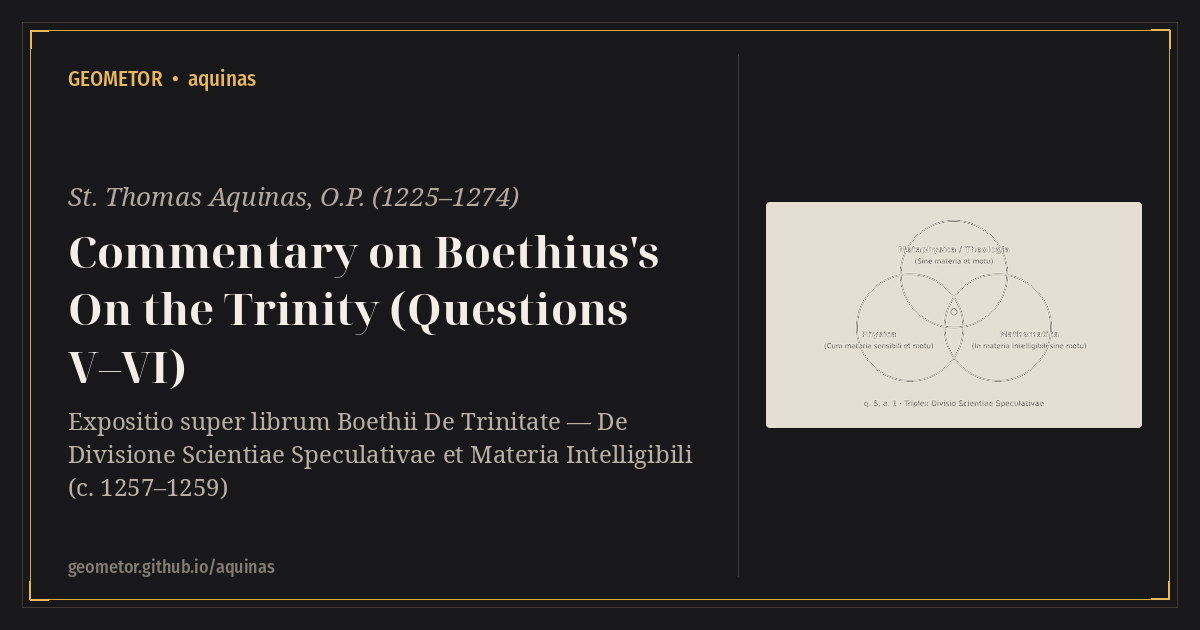 GEOMETOR • aquinas
St. Thomas Aquinas, O.P. (1225–1274)
Commentary on Boethius's
On the Trinity (Questions
V–VI)
Expositio super librum Boethii De Trinitate — De
Divisione Scientiae Speculativae et Materia Intelligibili
(c. 1257–1259)
geometor.github.io/aquinas
Metaphysica / Theologia
(Sine materia et motu)
Physica
(Cum materia sensibili et motu)
Mathematica
(In materia intelligibili sine motu)
q. 5, a. 1 · Triplex Divisio Scientiae Speculativae